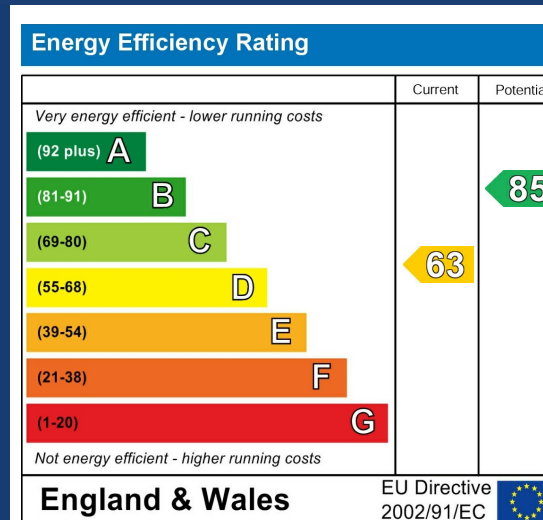 Energy Efficiency Rating
Current Potentia
Very energy efficient - lower running costs
(92 plus) A
(81-91) B
85
(69-80) C
63
(55-68) D
(39-54) E
(21-38) F
(1-20) G
Not energy efficient - higher running costs
England & Wales
EU Directive
2002/91/EC